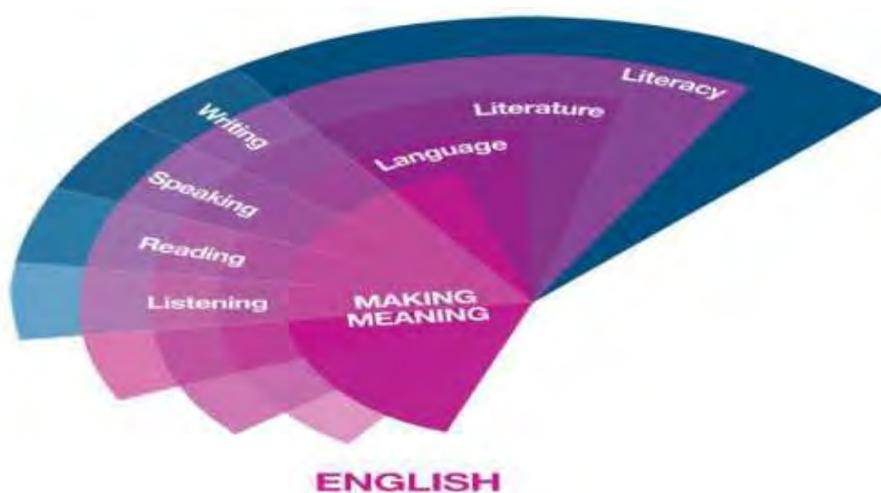 Literacy
Literature
Language
Writing
Speaking
Reading
Listening
MAKING
MEANING
ENGLISH